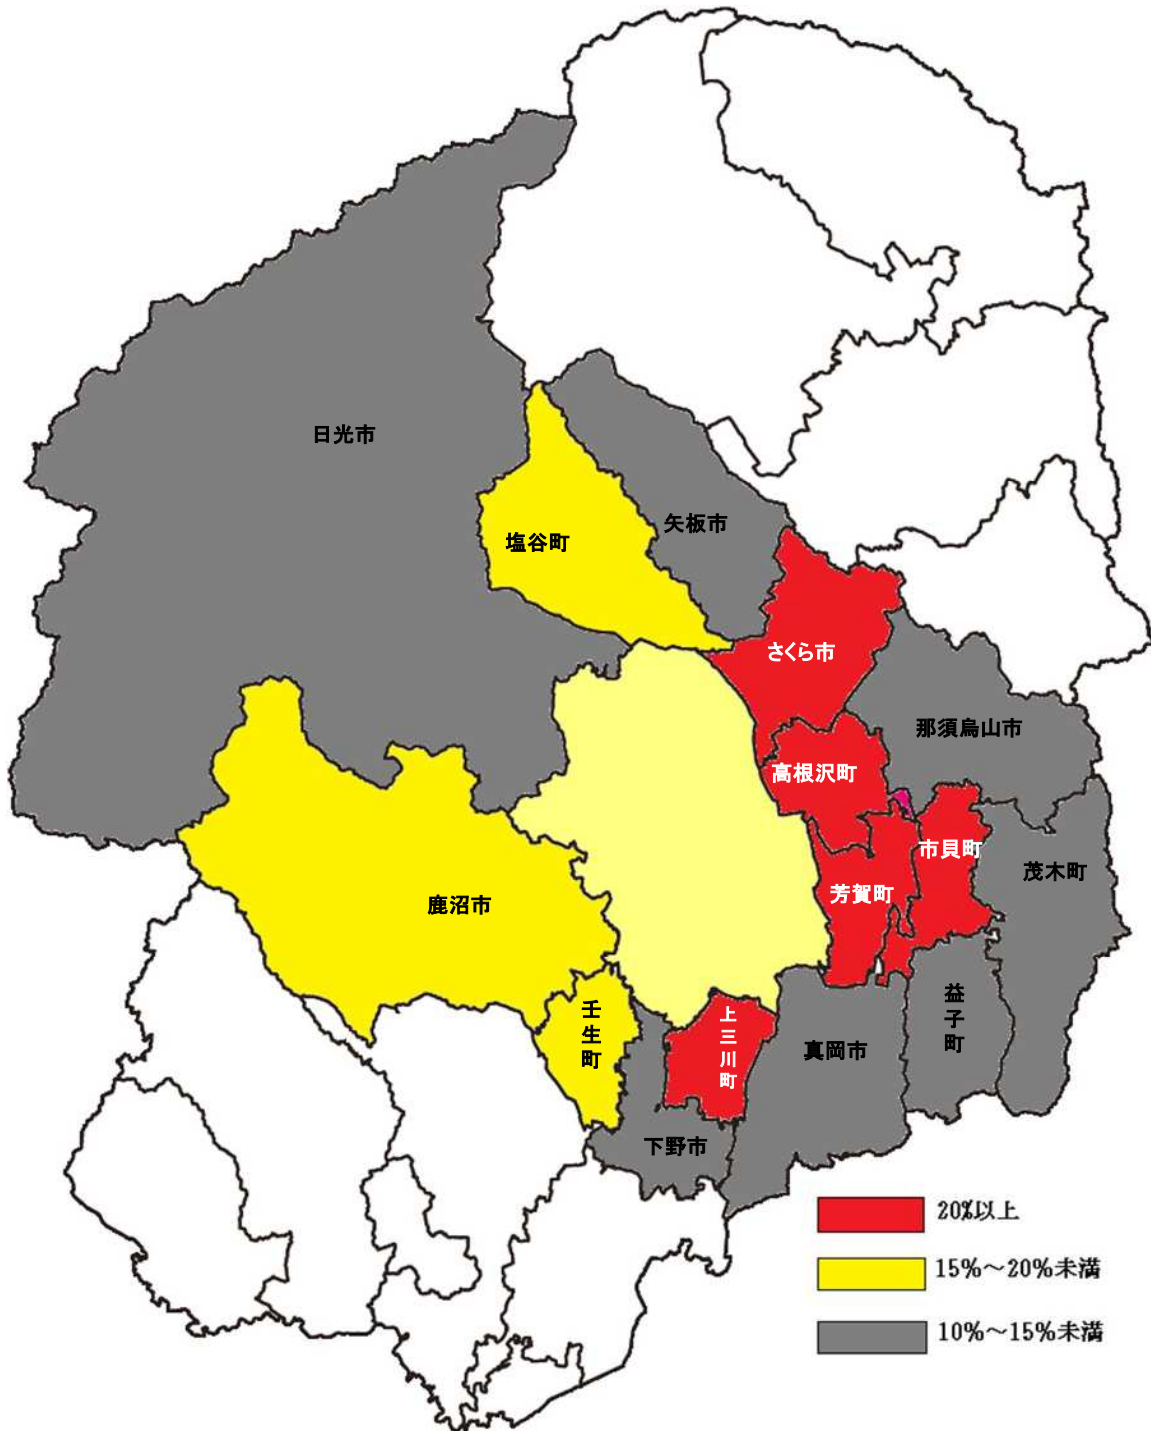 日光市
矢板市
塩谷町
さくら市
那須烏山市
高根沢町
市貝町
茂木町
芳賀町
鹿沼市
壬生町
上三川町
益子町
真岡市
下野市
20%以上
15%～20%未満
10%～15%未満